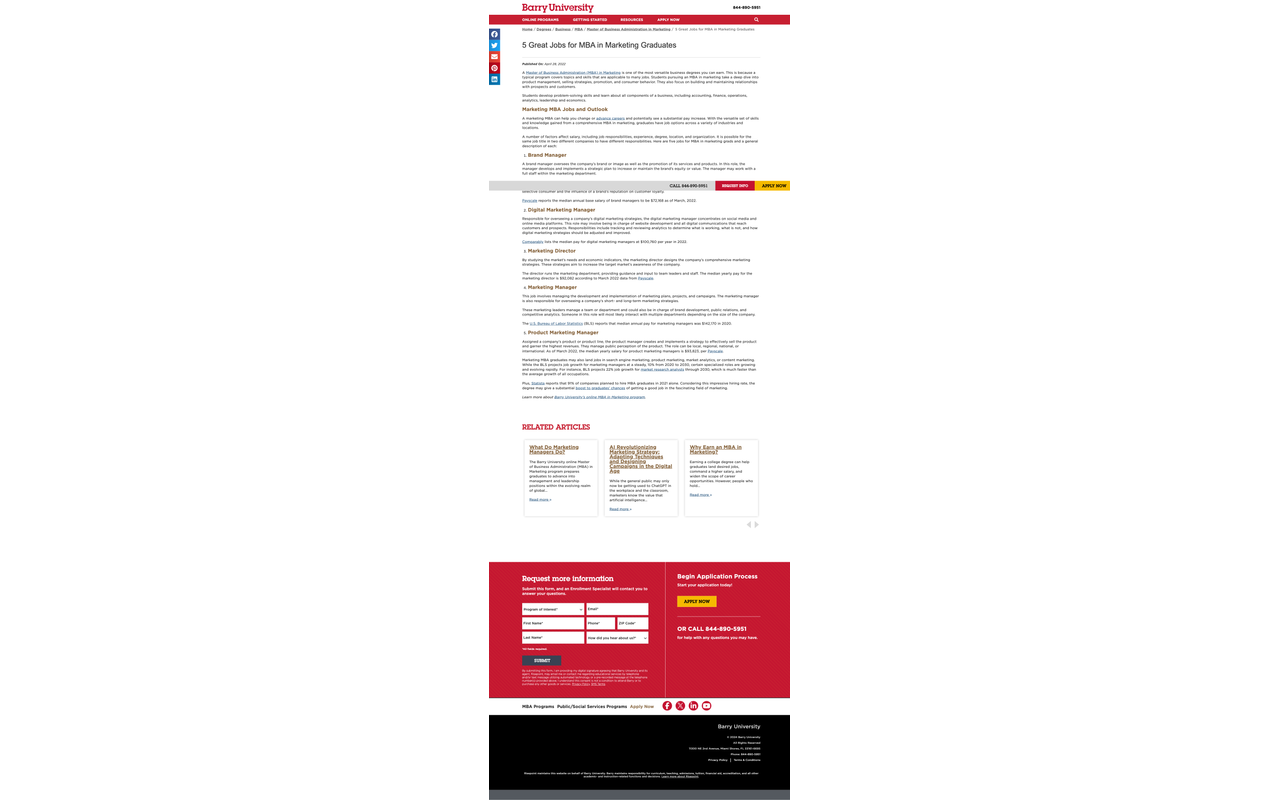 Barry University
844-890-5951
ONLINE PROGRAMS GETTING STARTED RESOURCES APPLY NOW
Home / Degrees / Business / MBA / Master of Business Administration in Marketing / 5 Great Jobs for MBA in Marketing Graduates
5 Great Jobs for MBA in Marketing Graduates
Published On: April 28, 2022
A Master of Business Administration (MBA) in Marketing is one of the most versatile business degrees you can earn. This is because a
typical program covers topics and skills that are applicable to many jobs. Students pursuing an MBA in marketing take a deep dive into
product management, selling strategies, promotion, and consumer behavior. They also focus on building and maintaining relationships
with prospects and customers.
Students develop problem-solving skills and learn about all components of a business, including accounting, finance, operations,
analytics, leadership and economics.
Marketing MBA Jobs and Outlook
A marketing MBA can help you change or advance careers and potentially see a substantial pay increase. With the versatile set of skills
and knowledge gained from a comprehensive MBA in marketing, graduates have job options across a variety of industries and
locations.
A number of factors affect salary, including job responsibilities, experience, degree, location, and organization. It is possible for the
same job title in two different companies to have different responsibilities. Here are five jobs for MBA in marketing grads and a general
description of each:
1. Brand Manager
A brand manager oversees the company's brand or image as well as the promotion of its services and products. In this role, the
manager develops and implements a strategic plan to increase or maintain the brand's equity or value. The manager may work with a
full staff within the marketing department.
CALL 844-890-5951 REQUEST INFO APPLY NOW
selective consumer and the influence of a brand's reputation on customer loyalty.
Payscale reports the median annual base salary of brand managers to be $72,168 as of March, 2022.
2. Digital Marketing Manager
Responsible for overseeing a company's digital marketing strategies, the digital marketing manager concentrates on social media and
online media platforms. This role may involve being in charge of website development and all digital communications that reach
customers and prospects. Responsibilities include tracking and reviewing analytics to determine what is working, what is not, and how
digital marketing strategies should be adjusted and improved.
Comparably lists the median pay for digital marketing managers at $100,780 per year in 2022.
3. Marketing Director
By studying the market's needs and economic indicators, the marketing director designs the company's comprehensive marketing
strategies. These strategies aim to increase the target market's awareness of the company.
The director runs the marketing department, providing guidance and input to team leaders and staff. The median yearly pay for the
marketing director is $92,092 according to March 2022 data from Payscale.
4. Marketing Manager
This job involves managing the development and implementation of marketing plans, projects, and campaigns. The marketing manager
is also responsible for overseeing a company's short- and long-term marketing strategies.
These marketing leaders manage a team or department and could also be in charge of brand development, public relations, and
competitive analytics. Someone in this role will most likely interact with multiple departments depending on the size of the company.
The U.S. Bureau of Labor Statistics (BLS) reports that median annual pay for marketing managers was $142,170 in 2020.
5. Product Marketing Manager
Assigned a company's product or product line, the product manager creates and implements a strategy to effectively sell the product
and garner the highest revenues. They manage public perception of the product. The role can be local, regional, national, or
international. As of March 2022, the median yearly salary for product marketing managers is $93,823, per Payscale.
Marketing MBA graduates may also land jobs in search engine marketing, product marketing, market analytics, or content marketing.
While the BLS projects job growth for marketing managers at a steady 10% from 2020 to 2030, certain specialized roles are growing
and evolving rapidly. For instance, BLS projects 22% job growth for market research analysts through 2030, which is much faster than
the average growth of all occupations.
Plus, Statista reports that 91% of companies planned to hire MBA graduates in 2021 alone. Considering this impressive hiring rate, the
degree may give a substantial boost to graduates' chances of getting a good job in the fascinating field of marketing.
Learn more about Barry University's online MBA in Marketing program.
RELATED ARTICLES
What Do Marketing
Managers Do?
The Barry University online Master
of Business Administration (MBA) in
Marketing program prepares
graduates to advance into
management and leadership
positions within the evolving realm
of global...
Read more »
AI Revolutionizing
Marketing Strategy:
Adapting Techniques
and Designing
Campaigns in the Digital
Age
While the general public may only
now be getting used to ChatGPT in
the workplace and the classroom,
marketers know the value that
artificial intelligence...
Read more »
Why Earn an MBA in
Marketing?
Earning a college degree can help
graduates land desired jobs,
command a higher salary, and
widen the scope of career
opportunities. However, people who
hold...
Read more »
Request more information
Submit this form, and an Enrollment Specialist will contact you to
answer your questions.
Program of Interest* Email*
First Name* Phone* ZIP Code*
Last Name* How did you hear about us?*
*All fields required.
SUBMIT
Privacy Policy SMS Terms
Begin Application Process
Start your application today!
APPLY NOW
OR CALL 844-890-5951
for help with any questions you may have.
MBA Programs Public/Social Services Programs Apply Now
Barry University
© 2024 Barry University
All Rights Reserved
11300 NE 2nd Avenue, Miami Shores, FL 33161-6695
Phone: 844-890-5951
Privacy Policy | Terms & Conditions
Risepoint maintains this website on behalf of Barry University. Barry maintains responsibility for curriculum, teaching, admissions, tuition, financial aid, accreditation, and all other
academic- and instruction-related functions and decisions. Learn more about Risepoint.